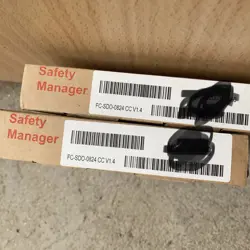 Safety
Manager
FC-SDO-0824 CC V1.4
Safety
Manager
FC-SDO-0824 CC V1.4